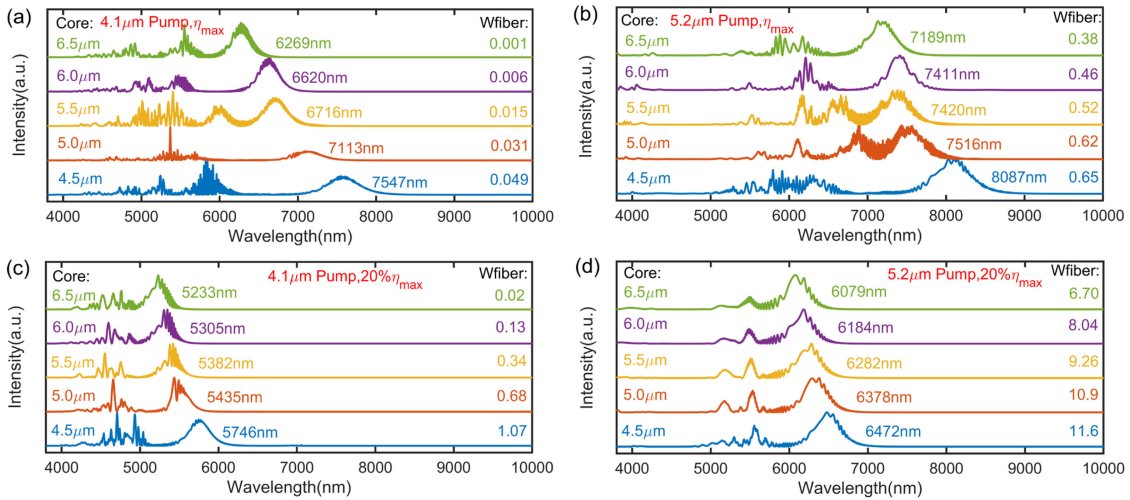 (a)
Core: 4.1μm Pump,ηmax Wfiber:
6.5μm 6269nm 0.001
6.0μm 6620nm 0.006
5.5μm 6716nm 0.015
5.0μm 7113nm 0.031
4.5μm 7547nm 0.049
Intensity(a.u.)
4000 5000 6000 7000 8000 9000 10000
Wavelength(nm)
(b)
Core: 5.2μm Pump,ηmax Wfiber:
6.5μm 7189nm 0.38
6.0μm 7411nm 0.46
5.5μm 7420nm 0.52
5.0μm 7516nm 0.62
4.5μm 8087nm 0.65
Intensity(a.u.)
4000 5000 6000 7000 8000 9000 10000
Wavelength(nm)
(c)
Core: 4.1μm Pump,20%ηmax Wfiber:
6.5μm 5233nm 0.02
6.0μm 5305nm 0.13
5.5μm 5382nm 0.34
5.0μm 5435nm 0.68
4.5μm 5746nm 1.07
Intensity(a.u.)
4000 5000 6000 7000 8000 9000 10000
Wavelength(nm)
(d)
Core: 5.2μm Pump,20%ηmax Wfiber:
6.5μm 6079nm 6.70
6.0μm 6184nm 8.04
5.5μm 6282nm 9.26
5.0μm 6378nm 10.9
4.5μm 6472nm 11.6
Intensity(a.u.)
4000 5000 6000 7000 8000 9000 10000
Wavelength(nm)